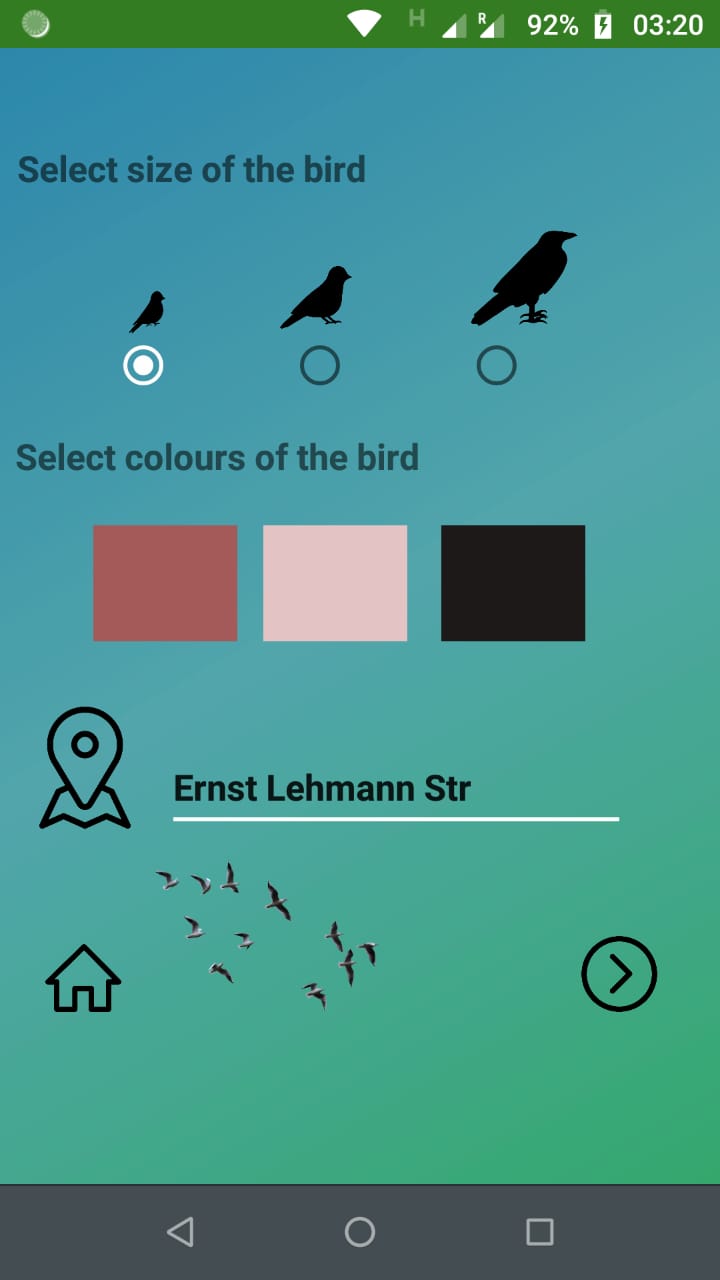 H R 92% 03:20
Select size of the bird
Select colours of the bird
Ernst Lehmann Str